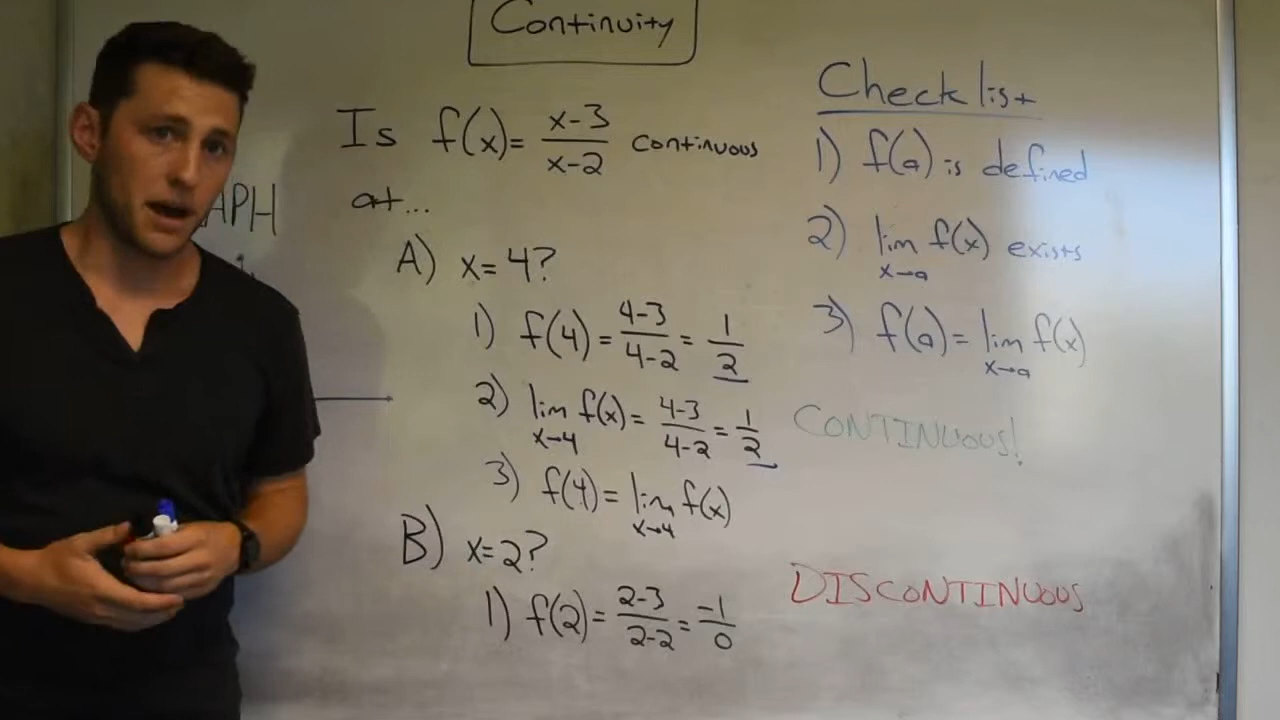 Continuity
Is f(x) = x-3 / x-2 continuous
at...
A) x = 4?
1) f(4) = 4-3 / 4-2 = 1/2
2) lim x→4 f(x) = 4-3 / 4-2 = 1/2
3) f(4) = lim x→4 f(x)
B) x = 2?
1) f(2) = 2-3 / 2-2 = -1/0
Checklist
1) f(a) is defined
2) lim x→a f(x) exists
3) f(a) = lim x→a f(x)
CONTINUOUS!
DISCONTINUOUS
APH